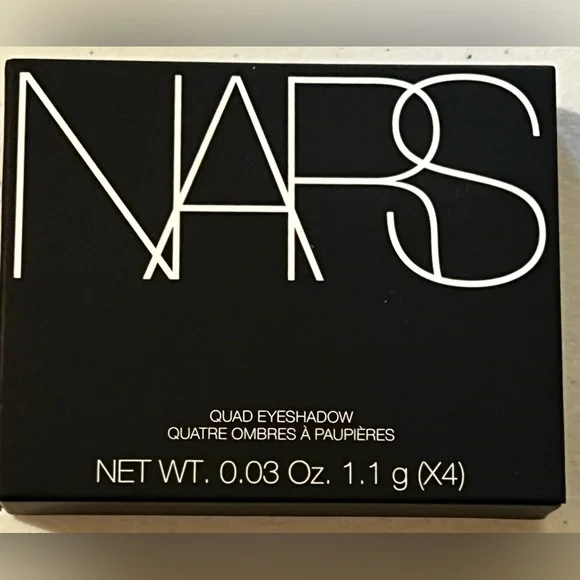 NARS
QUAD EYESHADOW
QUATRE OMBRES À PAUPIÈRES
NET WT. 0.03 Oz. 1.1 g (X4)